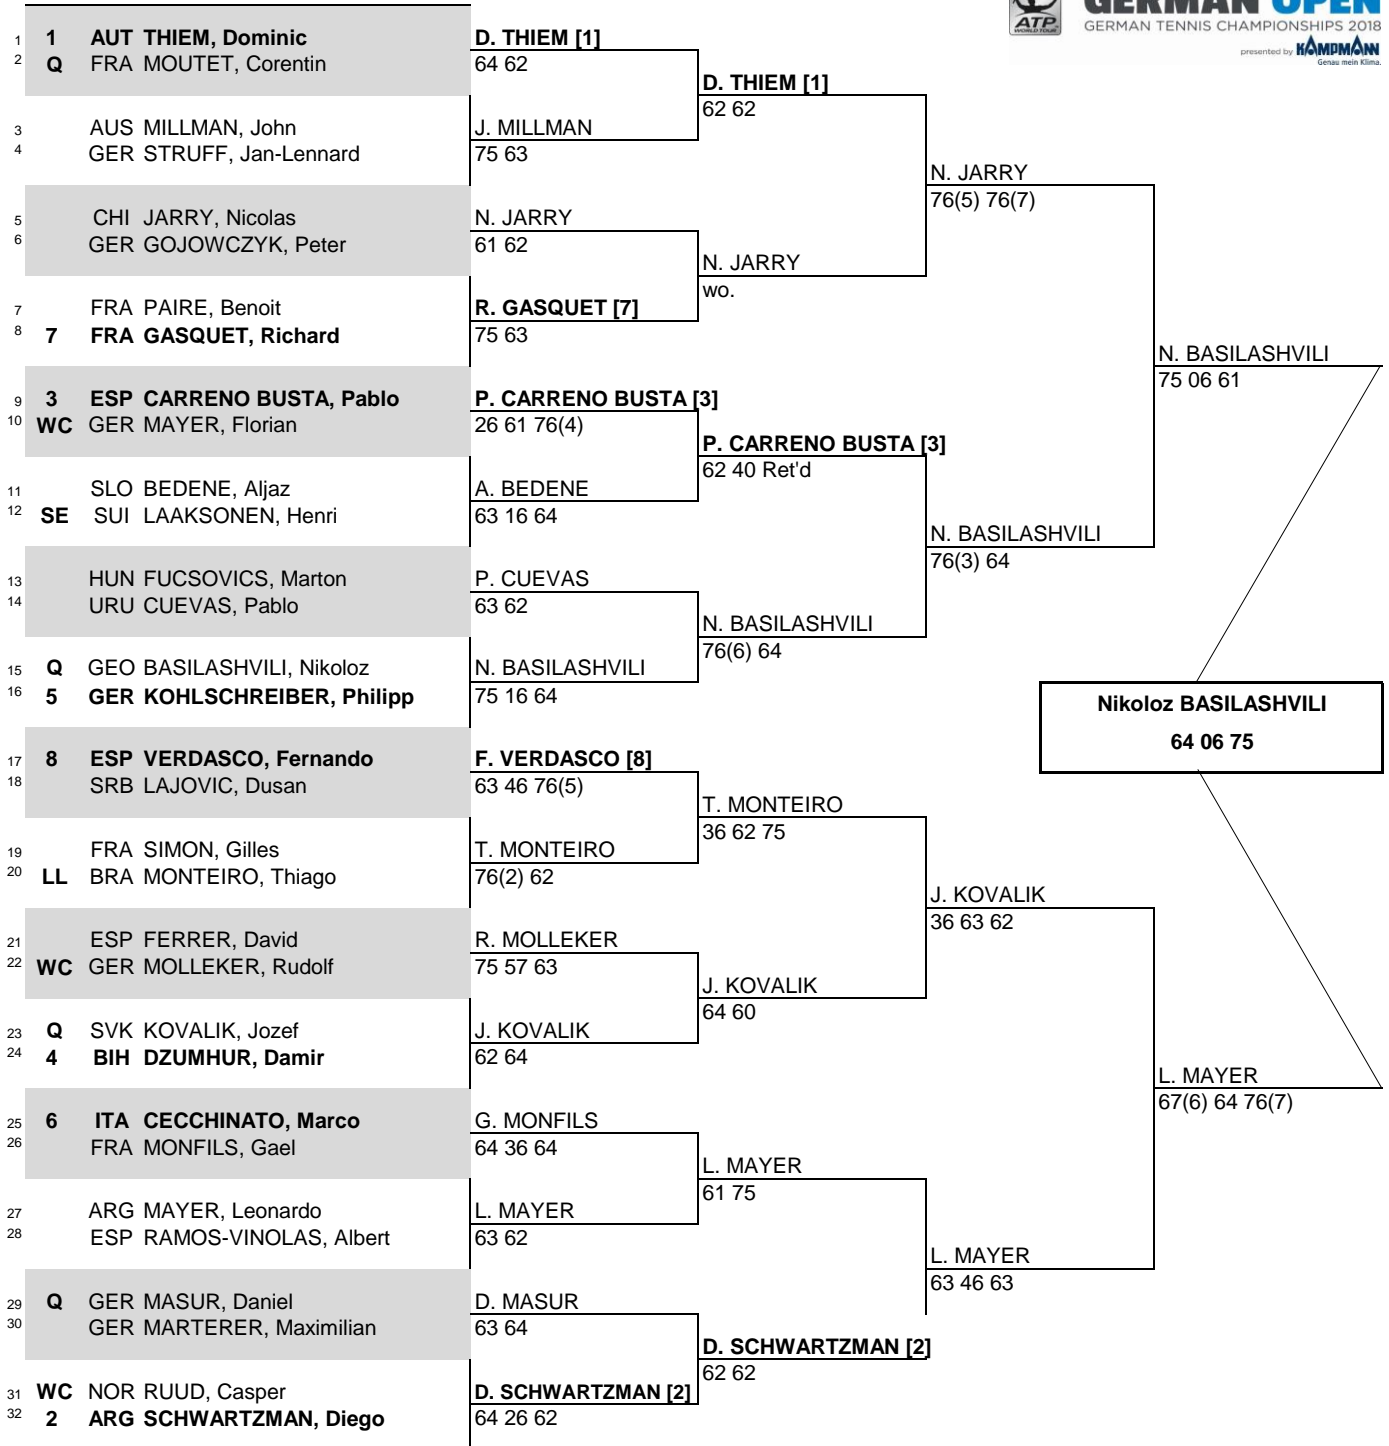 GERMAN OPEN
ATP
WORLD TOUR
GERMAN TENNIS CHAMPIONSHIPS 2018
presented by KAMPMANN
Genau mein Klima.
1 1 AUT THIEM, Dominic
2 Q FRA MOUTET, Corentin
3 AUS MILLMAN, John
4 GER STRUFF, Jan-Lennard
5 CHI JARRY, Nicolas
6 GER GOJOWCZYK, Peter
7 FRA PAIRE, Benoit
8 7 FRA GASQUET, Richard
9 3 ESP CARRENO BUSTA, Pablo
10 WC GER MAYER, Florian
11 SLO BEDENE, Aljaz
12 SE SUI LAAKSONEN, Henri
13 HUN FUCSOVICS, Marton
14 URU CUEVAS, Pablo
15 Q GEO BASILASHVILI, Nikoloz
16 5 GER KOHLSCHREIBER, Philipp
17 8 ESP VERDASCO, Fernando
18 SRB LAJOVIC, Dusan
19 FRA SIMON, Gilles
20 LL BRA MONTEIRO, Thiago
21 ESP FERRER, David
22 WC GER MOLLEKER, Rudolf
23 Q SVK KOVALIK, Jozef
24 4 BIH DZUMHUR, Damir
25 6 ITA CECCHINATO, Marco
26 FRA MONFILS, Gael
27 ARG MAYER, Leonardo
28 ESP RAMOS-VINOLAS, Albert
29 Q GER MASUR, Daniel
30 GER MARTERER, Maximilian
31 WC NOR RUUD, Casper
32 2 ARG SCHWARTZMAN, Diego
D. THIEM [1]
64 62
J. MILLMAN
75 63
N. JARRY
61 62
R. GASQUET [7]
75 63
P. CARRENO BUSTA [3]
26 61 76(4)
A. BEDENE
63 16 64
P. CUEVAS
63 62
N. BASILASHVILI
75 16 64
F. VERDASCO [8]
63 46 76(5)
T. MONTEIRO
76(2) 62
R. MOLLEKER
75 57 63
J. KOVALIK
62 64
G. MONFILS
64 36 64
L. MAYER
63 62
D. MASUR
63 64
D. SCHWARTZMAN [2]
64 26 62
D. THIEM [1]
62 62
N. JARRY
wo.
P. CARRENO BUSTA [3]
62 40 Ret'd
N. BASILASHVILI
76(6) 64
T. MONTEIRO
36 62 75
J. KOVALIK
64 60
L. MAYER
61 75
D. SCHWARTZMAN [2]
62 62
N. JARRY
76(5) 76(7)
N. BASILASHVILI
76(3) 64
J. KOVALIK
36 63 62
L. MAYER
63 46 63
N. BASILASHVILI
75 06 61
L. MAYER
67(6) 64 76(7)
Nikoloz BASILASHVILI
64 06 75